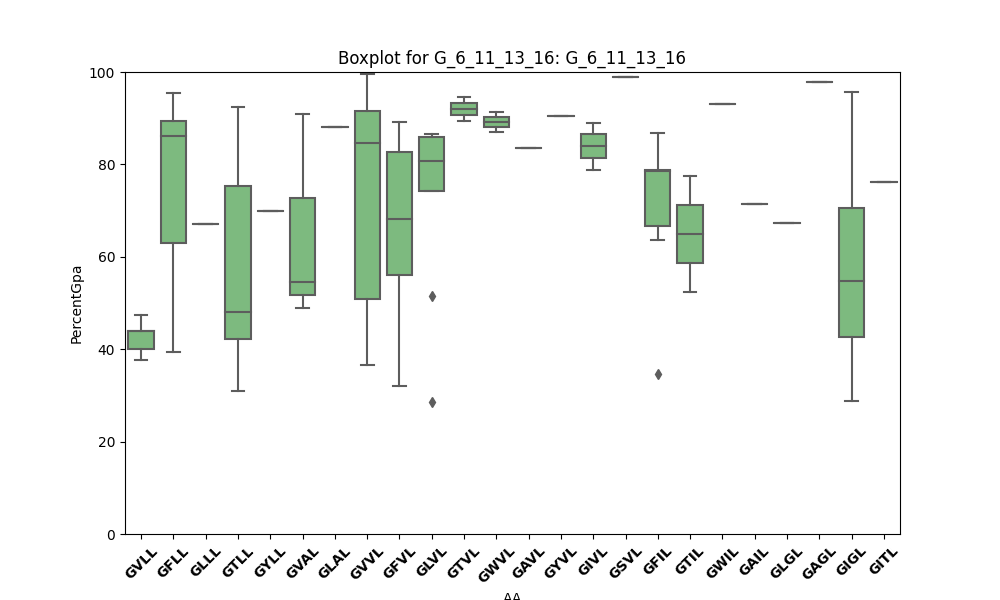 Boxplot for G_6_11_13_16: G_6_11_13_16
100
80
60
40
20
0
PercentGpa
GVLL GFLL GLLL GTLL GYLL GVAL GLAL GVVL GFVL GLVL GTVL GWVL GAVL GYVL GIVL GSVL GFIL GTIL GWIL GAIL GLGL GAGL GIGL GITL
AA